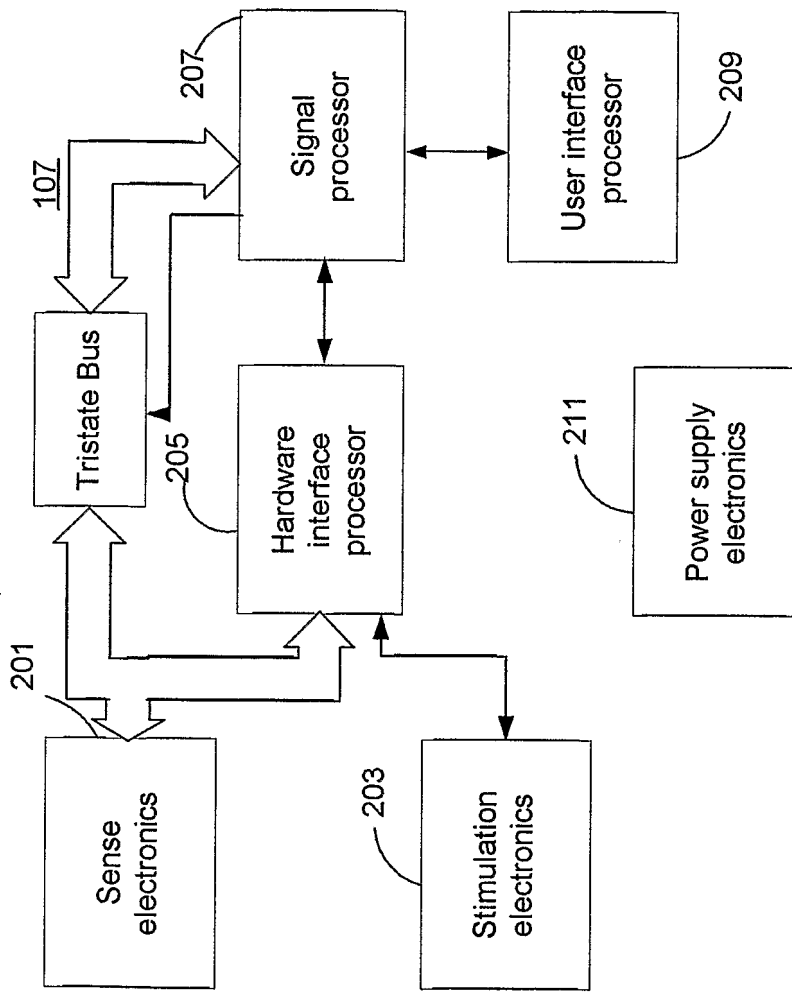 201
Sense
electronics
Tristate Bus
107
207
Signal
processor
205
Hardware
interface
processor
203
Stimulation
electronics
211
Power supply
electronics
User interface
processor
209